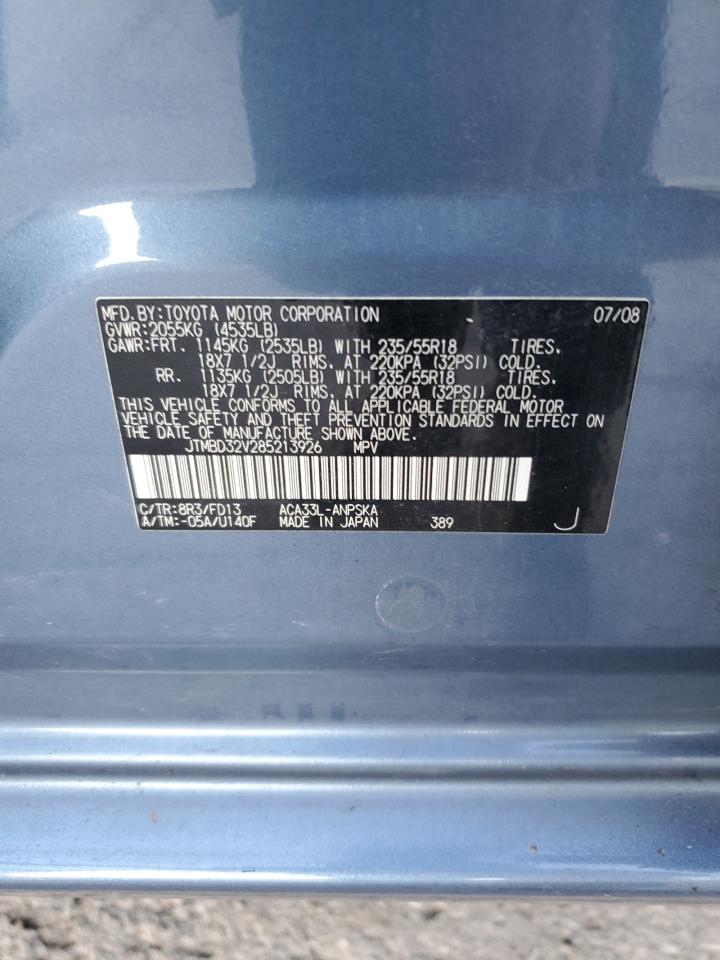 MFD.BY:TOYOTA MOTOR CORPORATION 07/08
GVWR:2055KG (4535LB)
GAWR:FRT. 1145KG (2535LB) WITH 235/55R18 TIRES.
18X7 1/2J RIMS. AT 220KPA (32PSI) COLD.
RR. 1135KG (2505LB) WITH 235/55R18 TIRES.
18X7 1/2J RIMS. AT 220KPA (32PSI) COLD.
THIS VEHICLE CONFORMS TO ALL APPLICABLE FEDERAL MOTOR
VEHICLE SAFETY AND THEFT PREVENTION STANDARDS IN EFFECT ON
THE DATE OF MANUFACTURE SHOWN ABOVE.
JTMBD32V285213926 MPV
C/TR:8R3/FD13 ACA33L-ANPSKA
A/TM:-05A/U140F MADE IN JAPAN 389 J